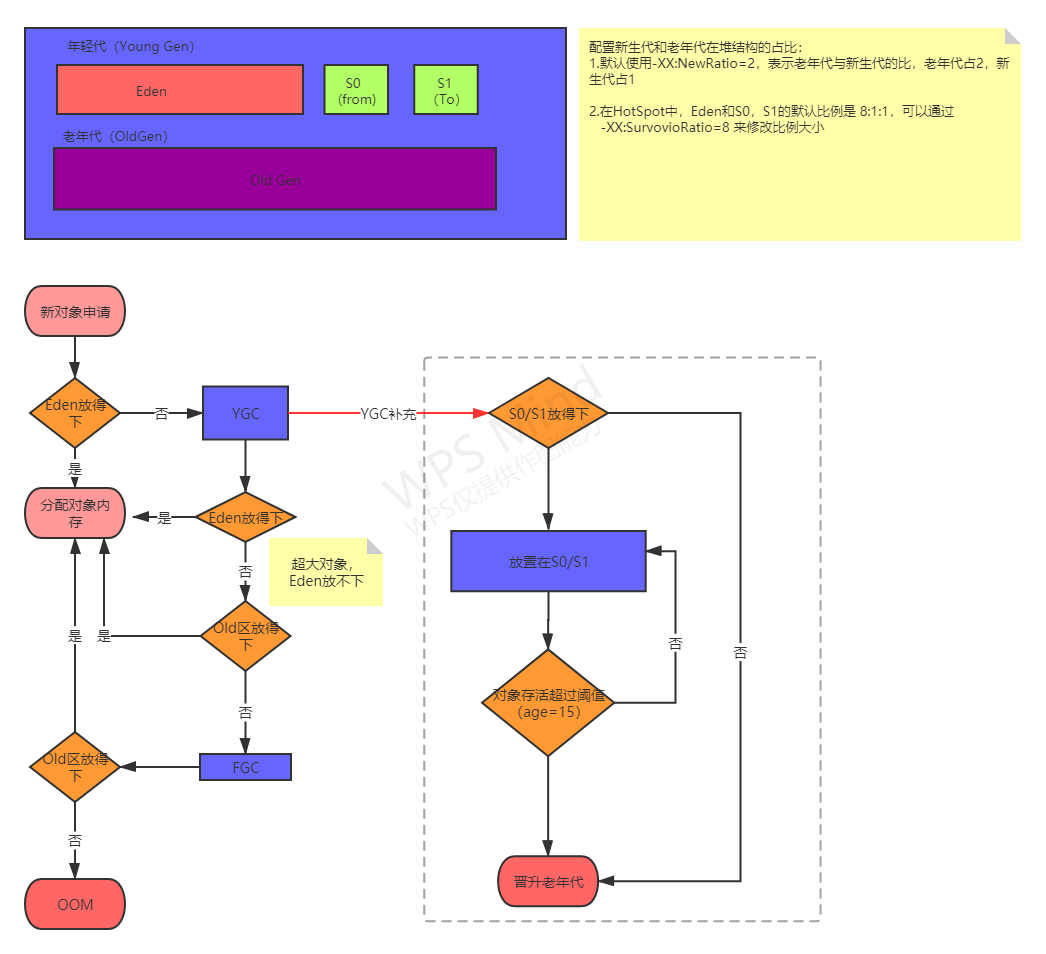 年轻代（Young Gen）
Eden
S0
(from)
S1
（To）
老年代（OldGen）
Old Gen
配置新生代和老年代在堆结构的占比：
1.默认使用-XX:NewRatio=2，表示老年代与新生代的比，老年代占2，新
生代占1
2.在HotSpot中，Eden和S0，S1的默认比例是 8:1:1，可以通过
-XX:SurvovioRatio=8 来修改比例大小
新对象申请
Eden放得
下
否
YGC
YGC补充
S0/S1放得下
是
分配对象内
存
是
Eden放得下
否
超大对象，
Eden放不下
放置在S0/S1
Old区放得
下
是
是
否
否
对象存活超过阈值
（age=15）
否
Old区放得
下
FGC
否
OOM
晋升老年代
WPS Mind
WPS仅提供作图能力